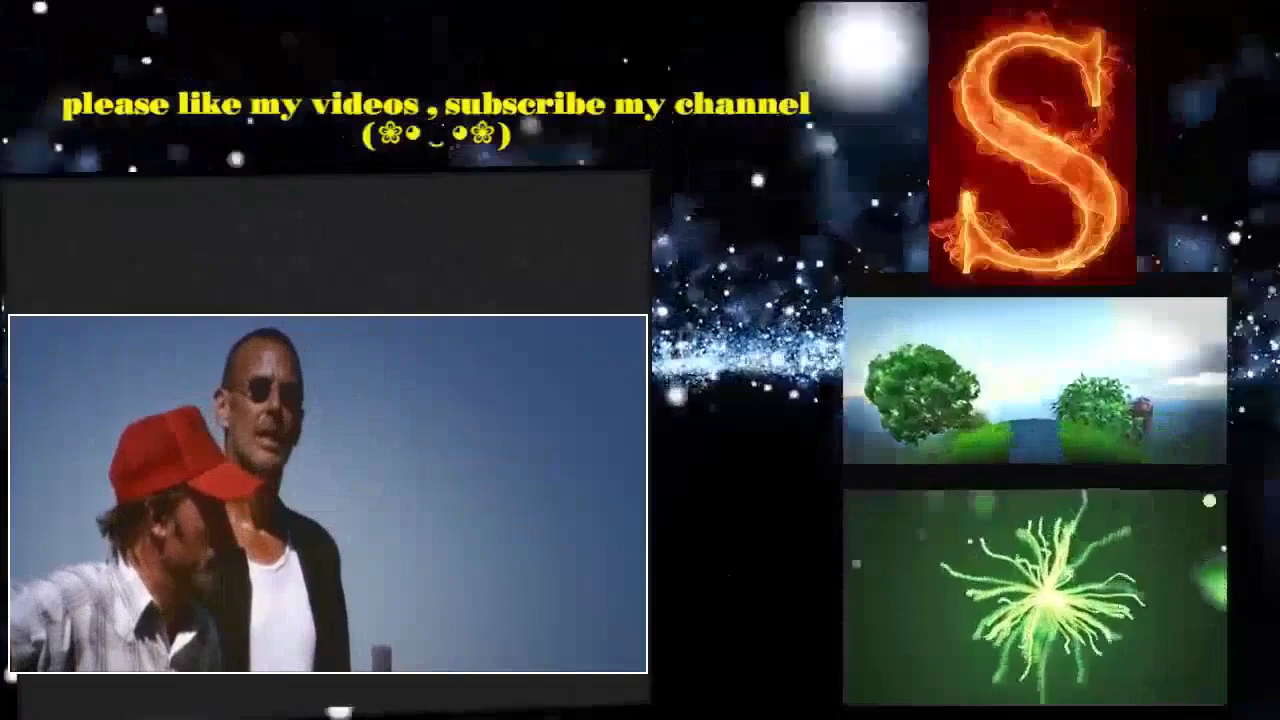 please like my videos , subscribe my channel
(❀◕ ‿ ◕❀)
S